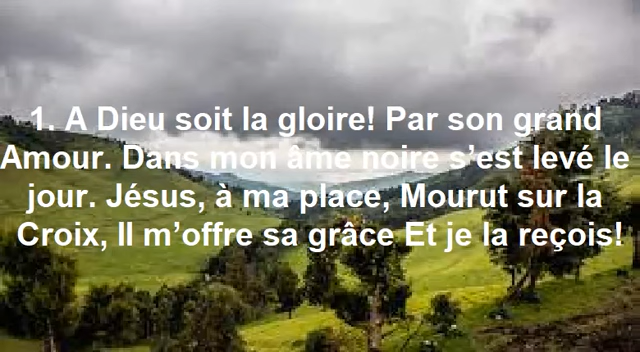 1. A Dieu soit la gloire! Par son grand
Amour. Dans mon âme noire s’est levé le
jour. Jésus, à ma place, Mourut sur la
Croix, Il m’offre sa grâce Et je la reçois!